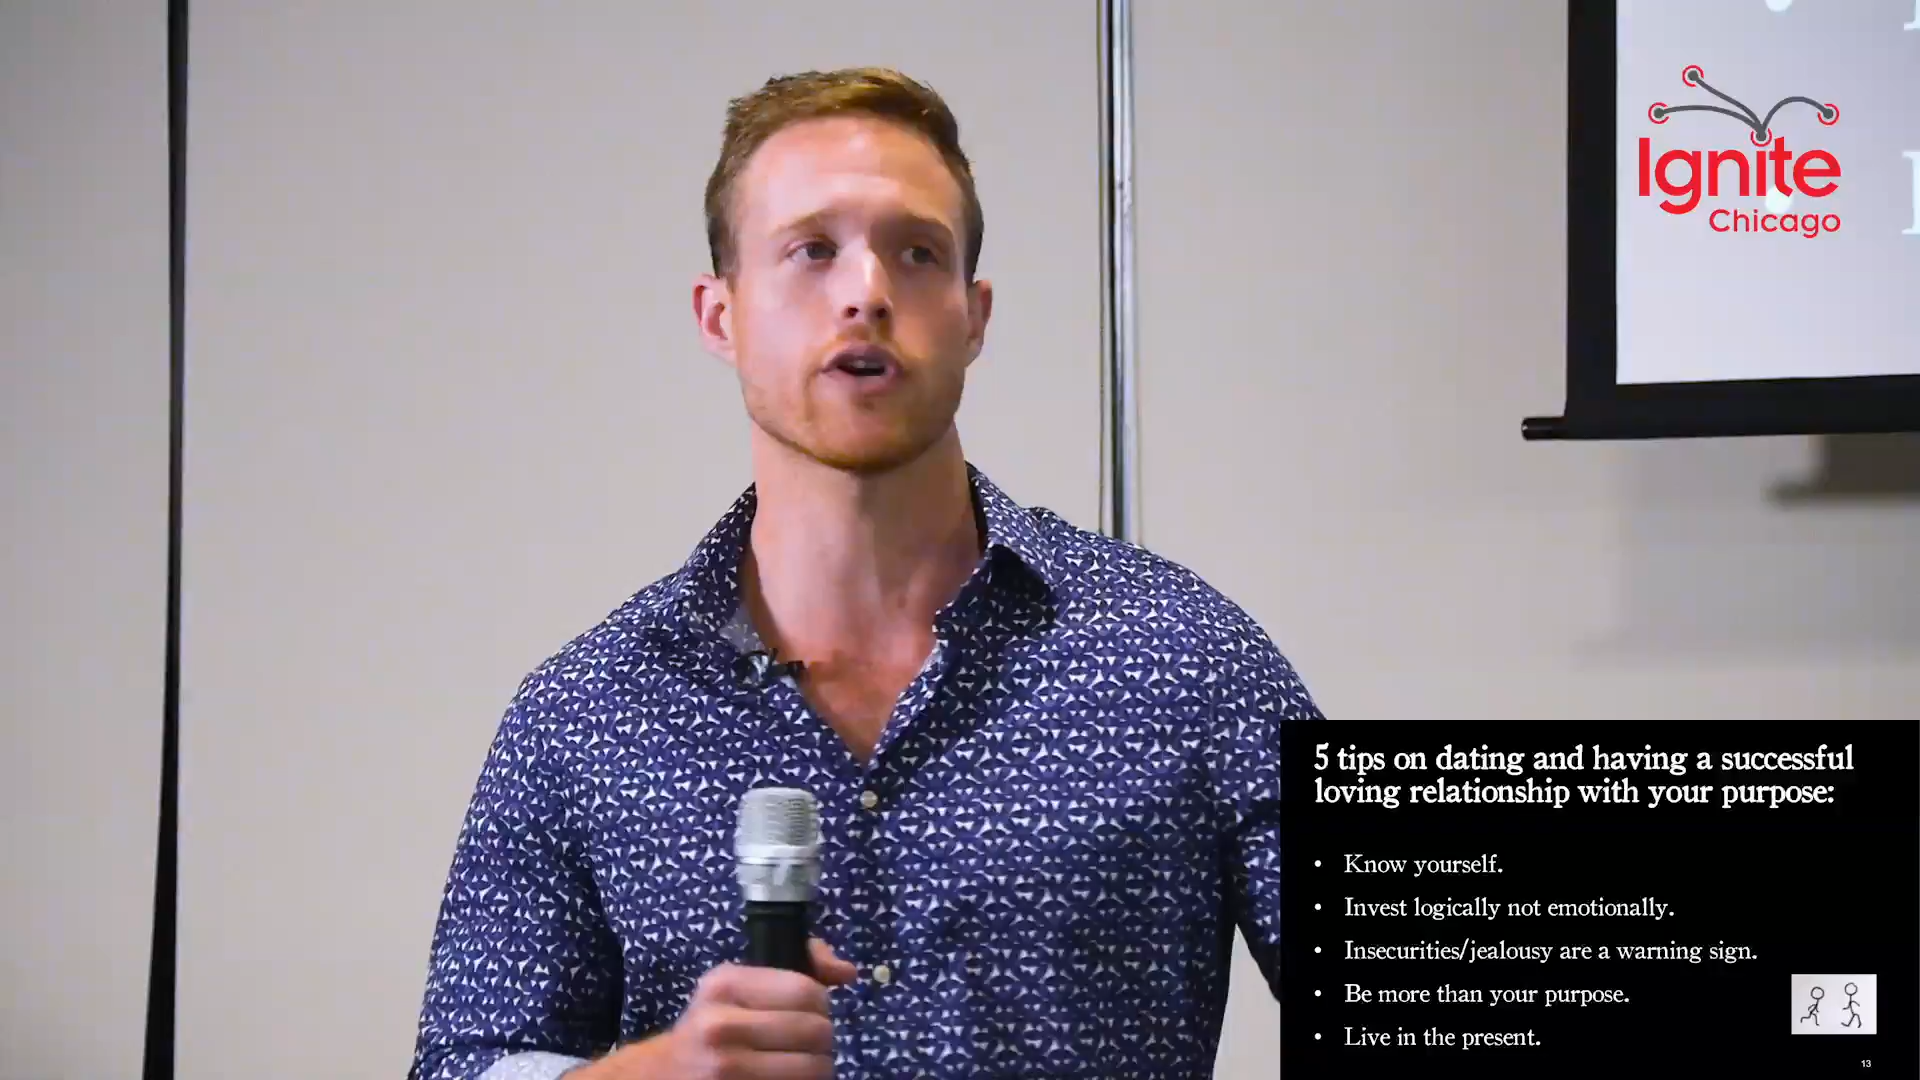 Ignite
Chicago
5 tips on dating and having a successful
loving relationship with your purpose:
• Know yourself.
• Invest logically not emotionally.
• Insecurities/jealousy are a warning sign.
• Be more than your purpose.
• Live in the present.
13